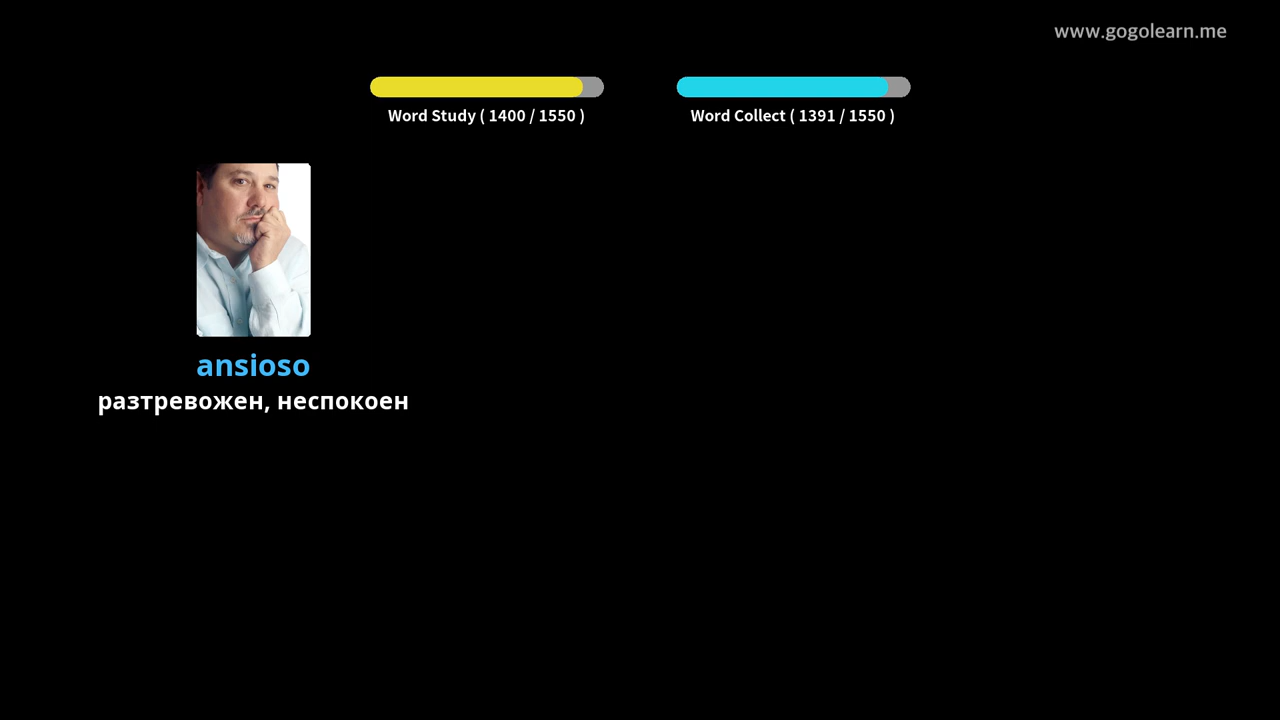 www.gogolearn.me
Word Study ( 1400 / 1550 )
Word Collect ( 1391 / 1550 )
ansioso
разтревожен, неспокоен